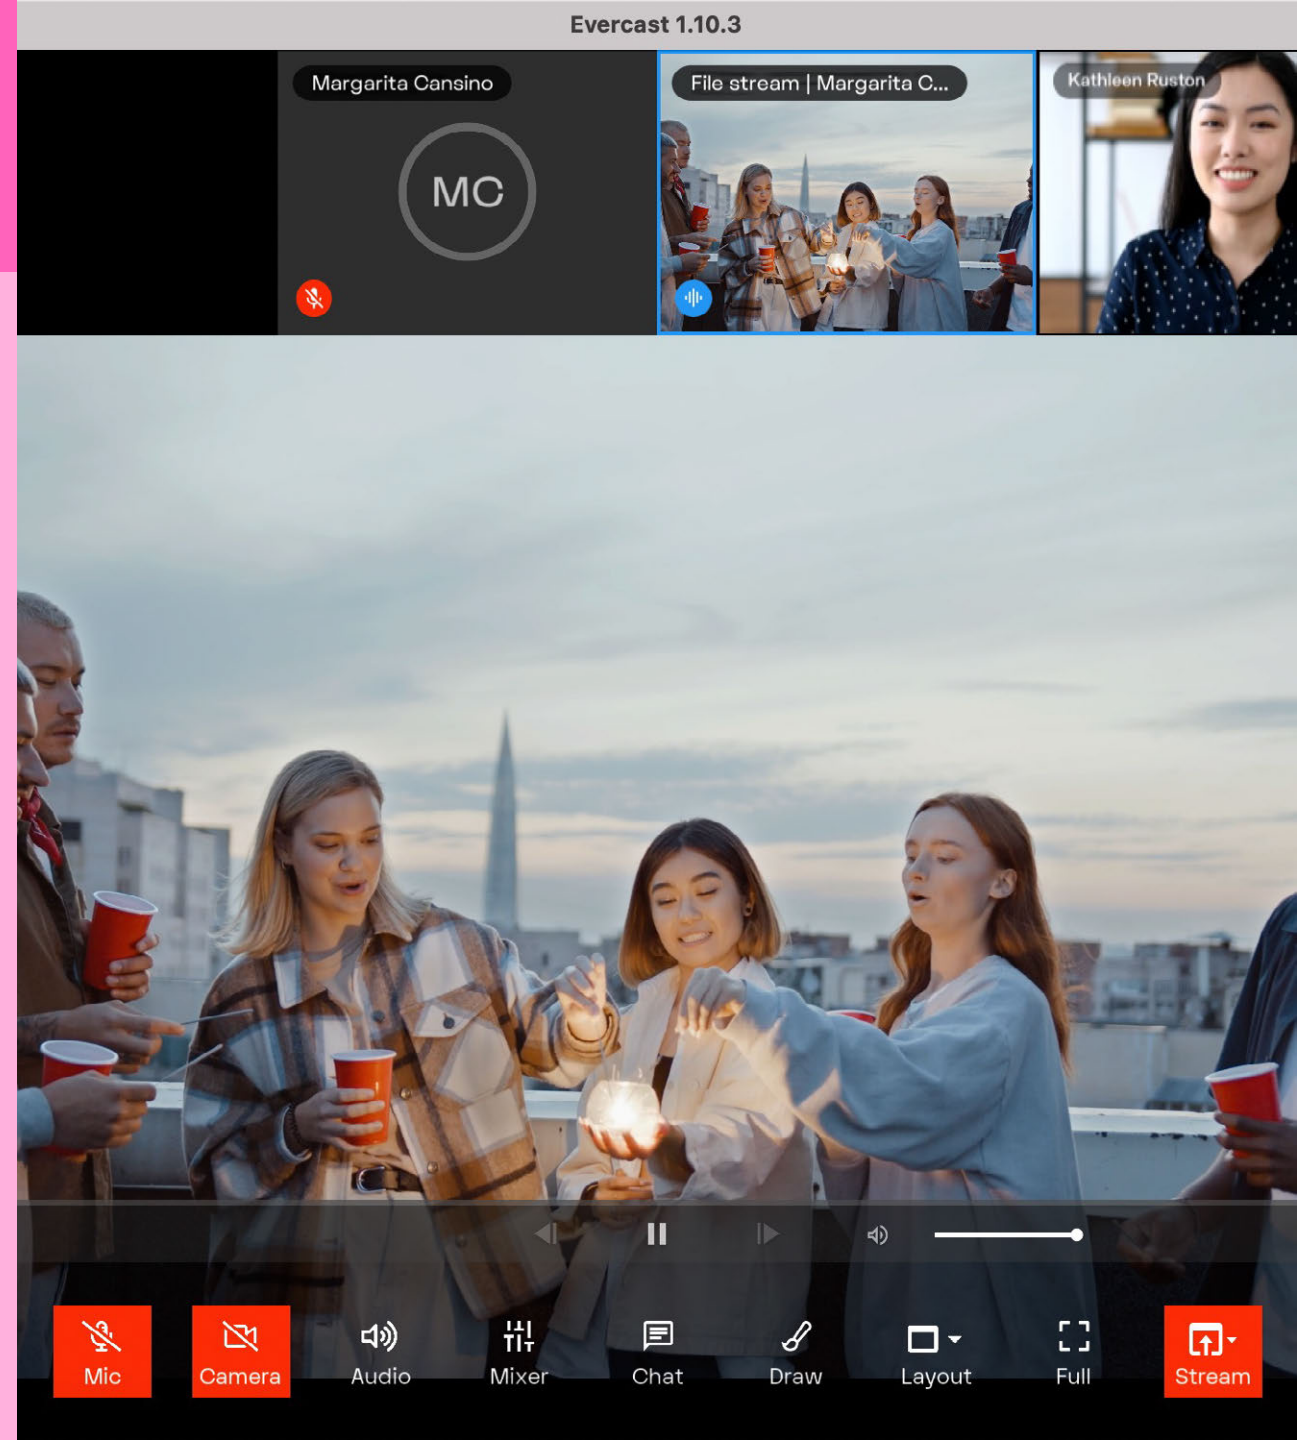 Evercast 1.10.3
Margarita Cansino
File stream | Margarita C...
Kathleen Ruston
MC
Mic
Camera
Audio
Mixer
Chat
Draw
Layout
Full
Stream